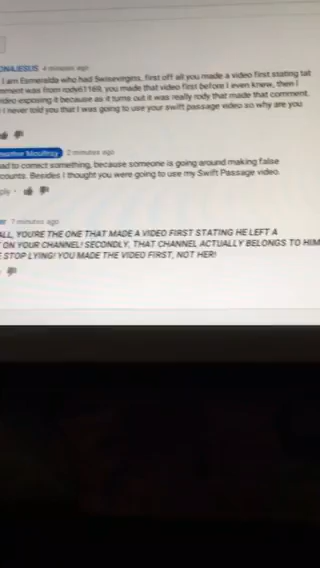 4 minutes ago
I am Esmeralda who had Swissvirgins, first off all you made a video first stating tat
was from rody61169, you made that video first before I even knew, then I
exposing it because as it turns out it was really rody that made that comment.
I never told you that I was going to use your swift passage video so why are you
2 minutes ago
ad to correct something, because someone is going around making false
counts. Besides I thought you were going to use my Swift Passage video.
ply
7 minutes ago
ALL, YOU'RE THE ONE THAT MADE A VIDEO FIRST STATING HE LEFT A
ON YOUR CHANNEL! SECONDLY, THAT CHANNEL ACTUALLY BELONGS TO HIM
STOP LYING! YOU MADE THE VIDEO FIRST, NOT HER!